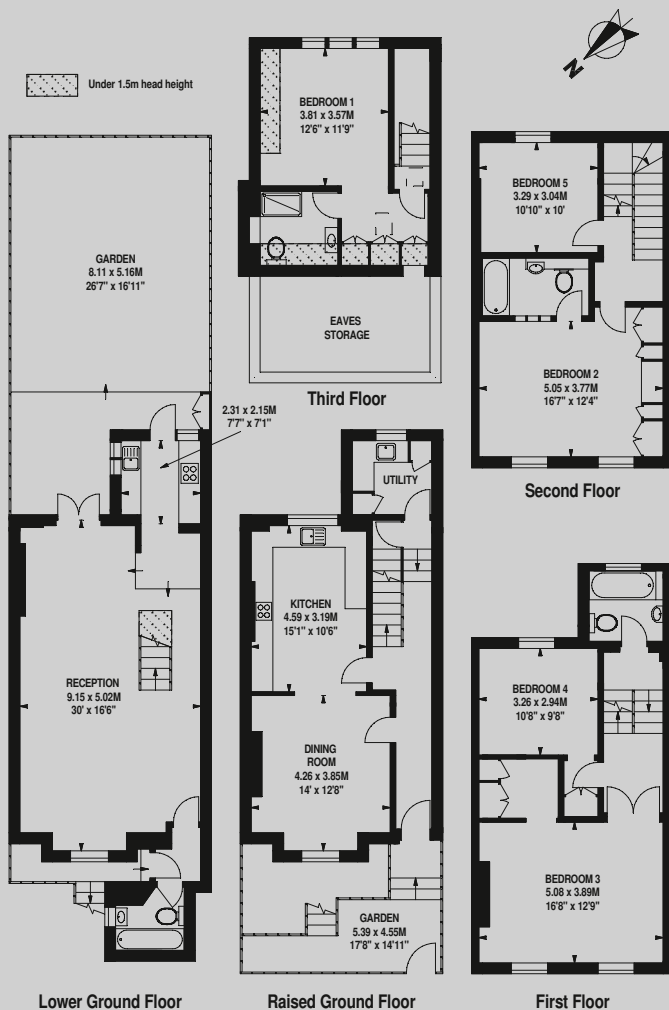 N
Under 1.5m head height
BEDROOM 1
3.81 x 3.57M
12'6" x 11'9"
EAVES
STORAGE
Third Floor
BEDROOM 5
3.29 x 3.04M
10'10" x 10'
BEDROOM 2
5.05 x 3.77M
16'7" x 12'4"
Second Floor
GARDEN
8.11 x 5.16M
26'7" x 16'11"
2.31 x 2.15M
7'7" x 7'1"
RECEPTION
9.15 x 5.02M
30' x 16'6"
Lower Ground Floor
UTILITY
KITCHEN
4.59 x 3.19M
15'1" x 10'6"
DINING
ROOM
4.26 x 3.85M
14' x 12'8"
GARDEN
5.39 x 4.55M
17'8" x 14'11"
Raised Ground Floor
BEDROOM 4
3.26 x 2.94M
10'8" x 9'8"
BEDROOM 3
5.08 x 3.89M
16'8" x 12'9"
First Floor